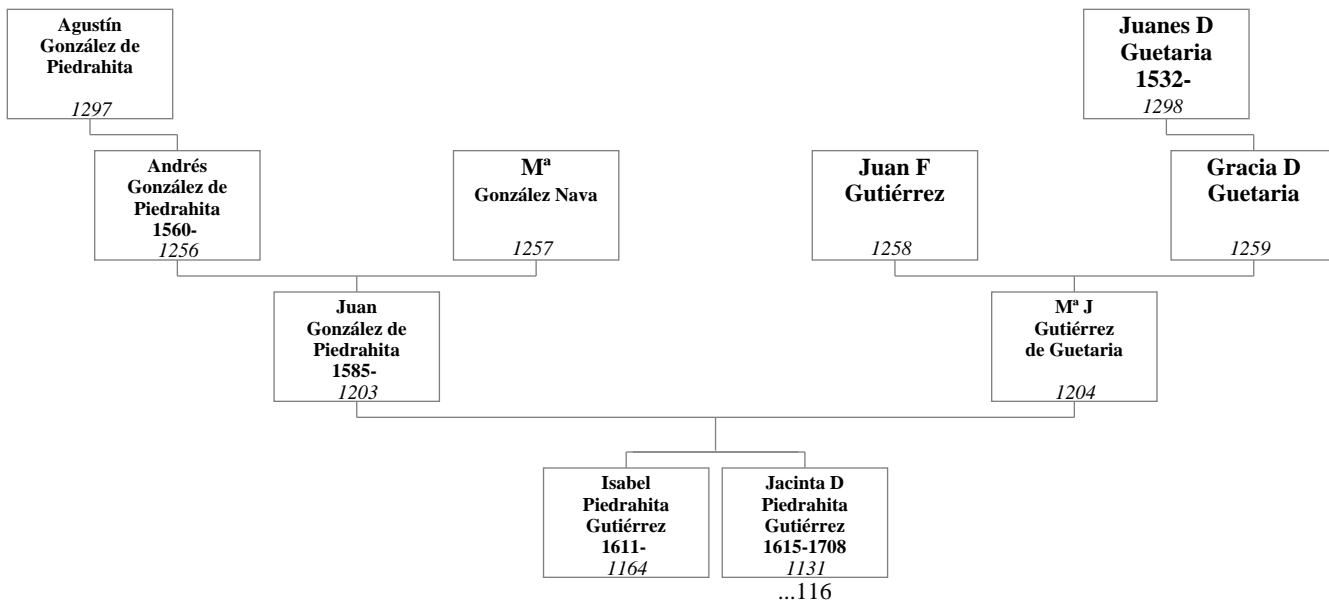 Agustín
González de
Piedrahita
1297
Juanes D
Guetaria
1532-
1298
Andrés
González de
Piedrahita
1560-
1256
Mª
González Nava
1257
Juan F
Gutiérrez
1258
Gracia D
Guetaria
1259
Juan
González de
Piedrahita
1585-
1203
Mª J
Gutiérrez
de Guetaria
1204
Isabel
Piedrahita
Gutiérrez
1611-
1164
Jacinta D
Piedrahita
Gutiérrez
1615-1708
1131
...116